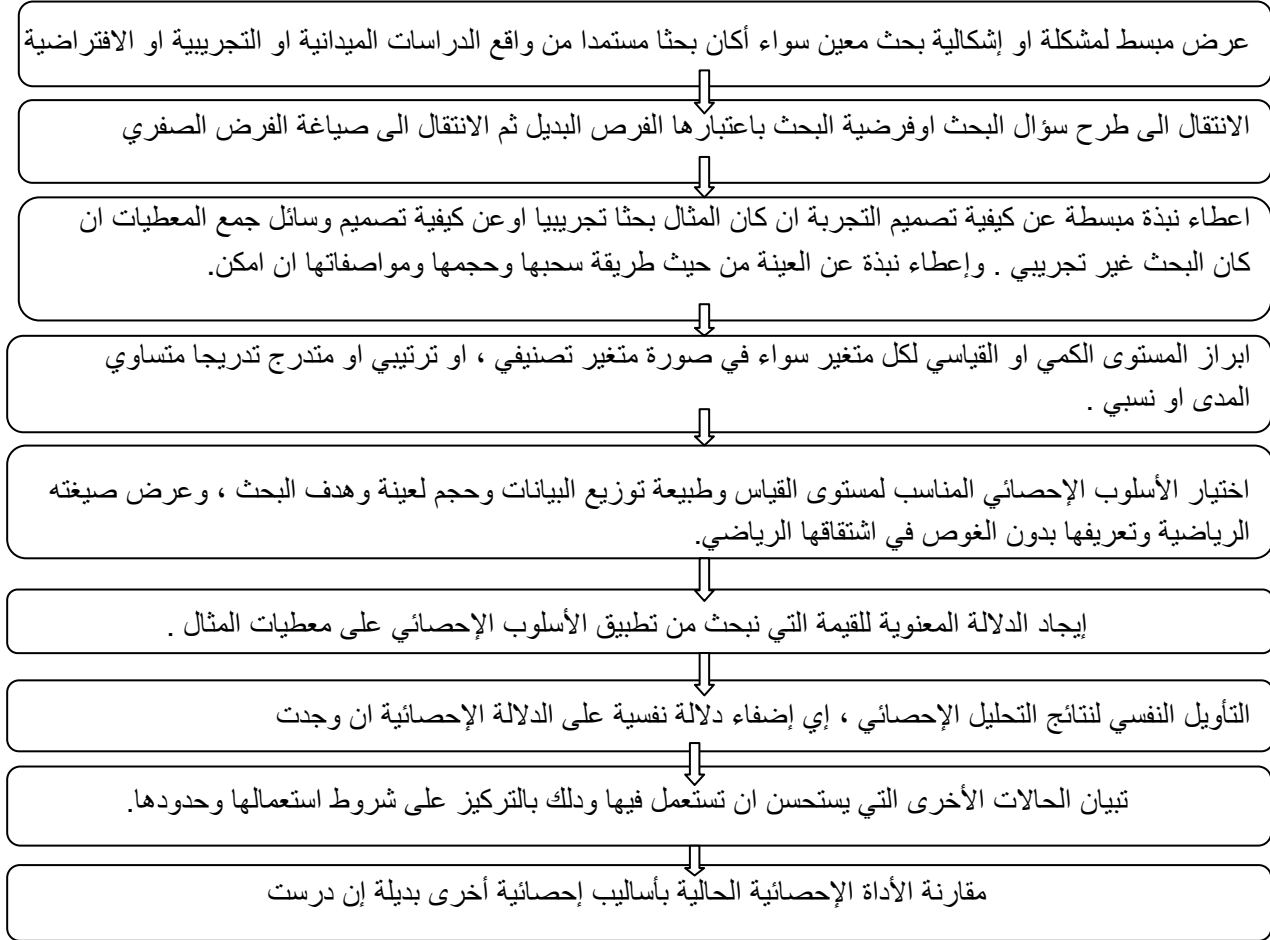 عرض مبسط لمشكلة او إشكالية بحث معين سواء أكان بحثا مستمدا من واقع الدراسات الميدانية او التجريبية او الافتراضية
الانتقال الى طرح سؤال البحث اوفرضية البحث باعتبارها الفرص البديل ثم الانتقال الى صياغة الفرض الصفري
اعطاء نبذة مبسطة عن كيفية تصميم التجربة ان كان المثال بحثا تجريبيا اوعن كيفية تصميم وسائل جمع المعطيات ان
كان البحث غير تجريبي . وإعطاء نبذة عن العينة من حيث طريقة سحبها وحجمها ومواصفاتها ان امكن.
ابراز المستوى الكمي او القياسي لكل متغير سواء في صورة متغير تصنيفي ، او ترتيبي او متدرج تدريجا متساوي
المدى او نسبي .
اختيار الأسلوب الإحصائي المناسب لمستوى القياس وطبيعة توزيع البيانات وحجم لعينة وهدف البحث ، وعرض صيغته
الرياضية وتعريفها بدون الغوص في اشتقاقها الرياضي.
إيجاد الدلالة المعنوية للقيمة التي نبحث من تطبيق الأسلوب الإحصائي على معطيات المثال .
التأويل النفسي لنتائج التحليل الإحصائي ، إي إضفاء دلالة نفسية على الدلالة الإحصائية ان وجدت
تبيان الحالات الأخرى التي يستحسن ان تستعمل فيها ودلك بالتركيز على شروط استعمالها وحدودها.
مقارنة الأداة الإحصائية الحالية بأساليب إحصائية أخرى بديلة إن درست